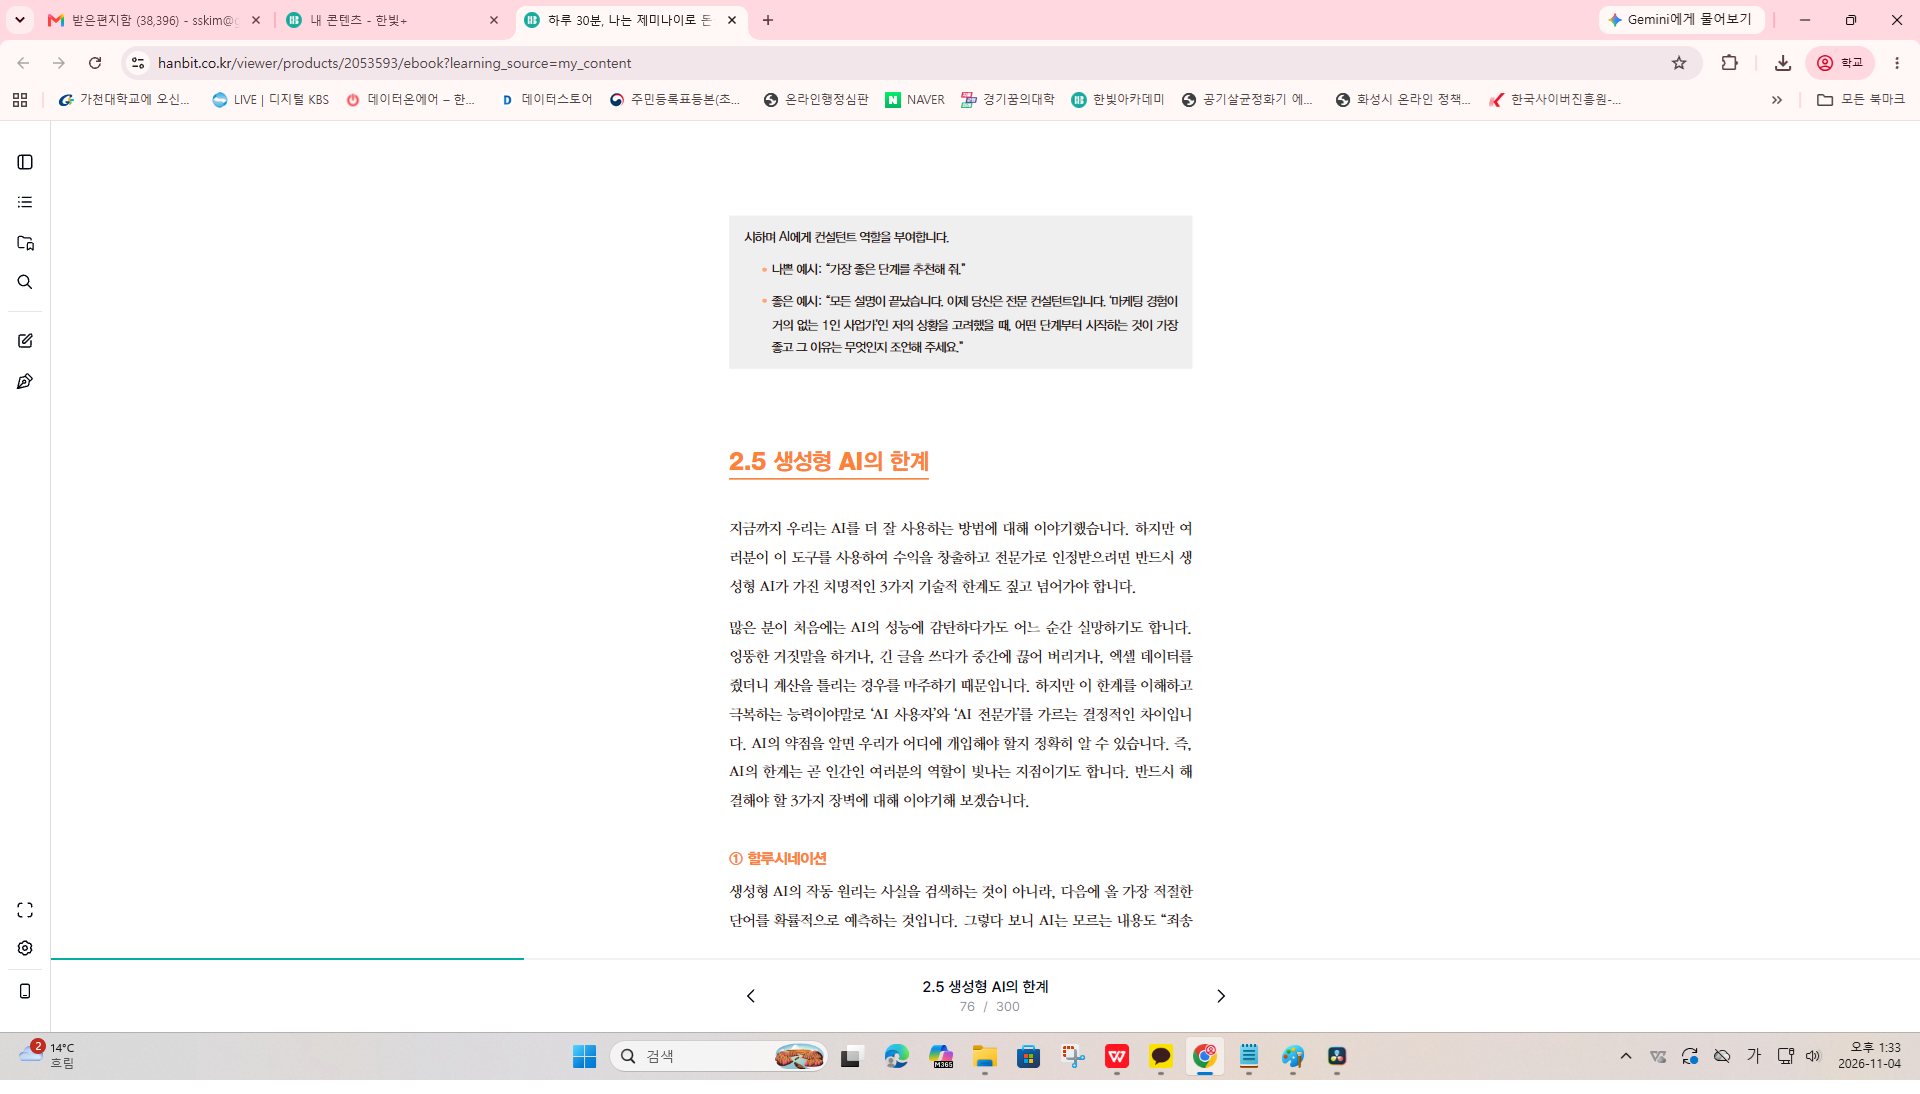 받은편지함 (38,396) - sskim@g
내 콘텐츠 - 한빛+
하루 30분, 나는 제미나이로 돈
Gemini에게 물어보기
hanbit.co.kr/viewer/products/2053593/ebook?learning_source=my_content
학교
가천대학교에 오신...
LIVE | 디지털 KBS
데이터온에어 – 한...
데이터스토어
주민등록표등본(초...
온라인행정심판
NAVER
경기꿈의대학
한빛아카데미
공기살균정화기 에...
화성시 온라인 정책...
한국사이버진흥원-...
모든 북마크
시하며 AI에게 컨설턴트 역할을 부여합니다.
• 나쁜 예시: “가장 좋은 단계를 추천해 줘.”
• 좋은 예시: “모든 설명이 끝났습니다. 이제 당신은 전문 컨설턴트입니다. ‘마케팅 경험이
거의 없는 1인 사업가’인 저의 상황을 고려했을 때, 어떤 단계부터 시작하는 것이 가장
좋고 그 이유는 무엇인지 조언해 주세요.”
2.5 생성형 AI의 한계
지금까지 우리는 AI를 더 잘 사용하는 방법에 대해 이야기했습니다. 하지만 여
러분이 이 도구를 사용하여 수익을 창출하고 전문가로 인정받으려면 반드시 생
성형 AI가 가진 치명적인 3가지 기술적 한계도 짚고 넘어가야 합니다.
많은 분이 처음에는 AI의 성능에 감탄하다가도 어느 순간 실망하기도 합니다.
엉뚱한 거짓말을 하거나, 긴 글을 쓰다가 중간에 끊어 버리거나, 엑셀 데이터를
줬더니 계산을 틀리는 경우를 마주하기 때문입니다. 하지만 이 한계를 이해하고
극복하는 능력이야말로 ‘AI 사용자’와 ‘AI 전문가’를 가르는 결정적인 차이입니
다. AI의 약점을 알면 우리가 어디에 개입해야 할지 정확히 알 수 있습니다. 즉,
AI의 한계는 곧 인간인 여러분의 역할이 빛나는 지점이기도 합니다. 반드시 해
결해야 할 3가지 장벽에 대해 이야기해 보겠습니다.
① 할루시네이션
생성형 AI의 작동 원리는 사실을 검색하는 것이 아니라, 다음에 올 가장 적절한
단어를 확률적으로 예측하는 것입니다. 그렇다 보니 AI는 모르는 내용도 “죄송
2.5 생성형 AI의 한계
76 / 300
2
14°C
흐림
검색
M365
가
오후 1:33
2026-11-04